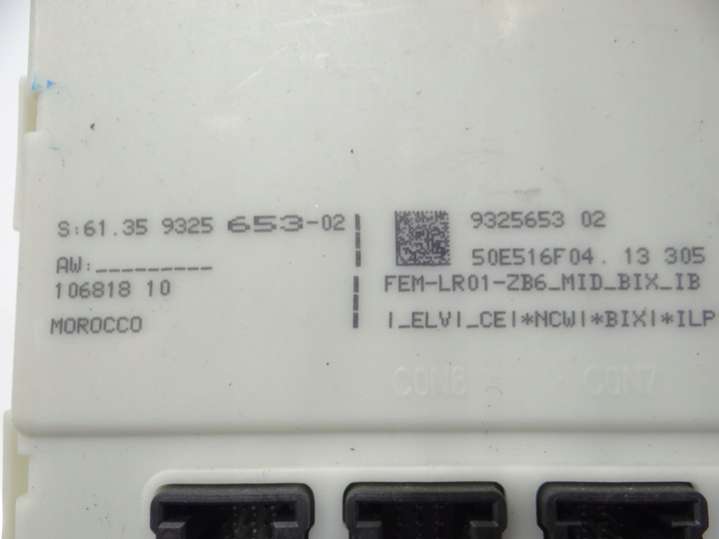 S:61.35 9325 653-02
AW:_________
106818 10
MOROCCO
9325653 02
50E516F04. 13 305
FEM-LR01-ZB6_MID_BIX_IB
|_ELV|_CE|*NCW|*BIX|*ILP
CON8
CON7